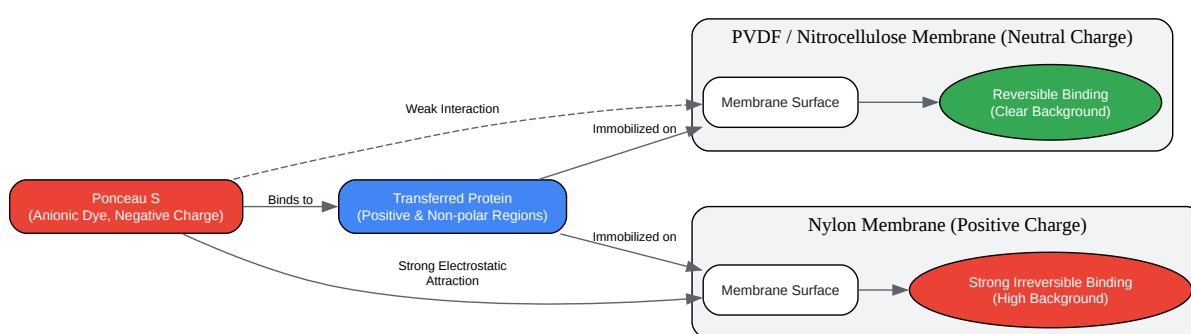 PVDF / Nitrocellulose Membrane (Neutral Charge)
Membrane Surface
Reversible Binding
(Clear Background)
Weak Interaction
Immobilized on
Ponceau S
(Anionic Dye, Negative Charge)
Binds to
Transferred Protein
(Positive & Non-polar Regions)
Nylon Membrane (Positive Charge)
Immobilized on
Strong Electrostatic
Attraction
Membrane Surface
Strong Irreversible Binding
(High Background)